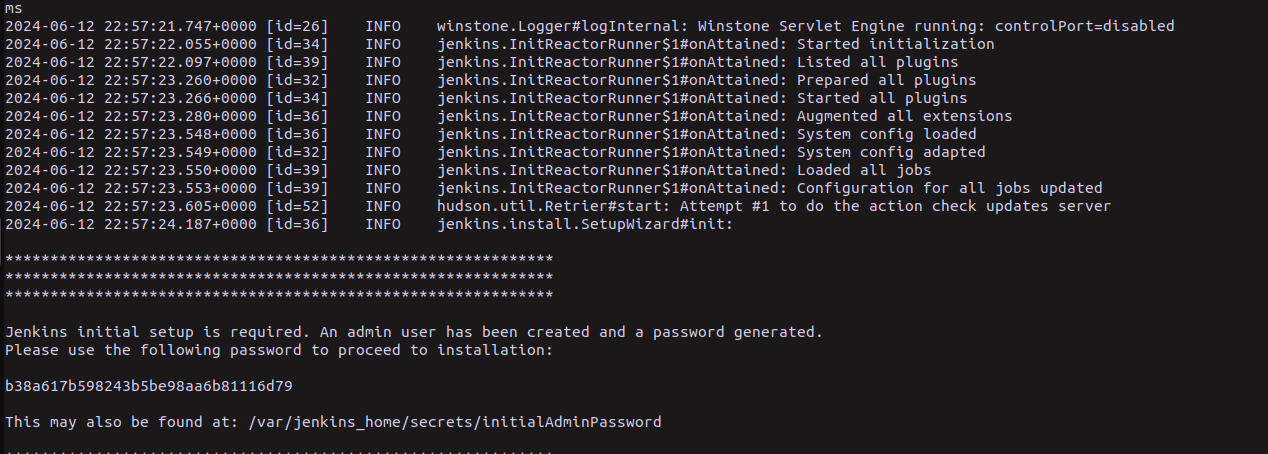 ms
2024-06-12 22:57:21.747+0000 [id=26]    INFO    winstone.Logger#logInternal: Winstone Servlet Engine running: controlPort=disabled
2024-06-12 22:57:22.055+0000 [id=34]    INFO    jenkins.InitReactorRunner$1#onAttained: Started initialization
2024-06-12 22:57:22.097+0000 [id=39]    INFO    jenkins.InitReactorRunner$1#onAttained: Listed all plugins
2024-06-12 22:57:23.260+0000 [id=32]    INFO    jenkins.InitReactorRunner$1#onAttained: Prepared all plugins
2024-06-12 22:57:23.266+0000 [id=34]    INFO    jenkins.InitReactorRunner$1#onAttained: Started all plugins
2024-06-12 22:57:23.280+0000 [id=36]    INFO    jenkins.InitReactorRunner$1#onAttained: Augmented all extensions
2024-06-12 22:57:23.548+0000 [id=36]    INFO    jenkins.InitReactorRunner$1#onAttained: System config loaded
2024-06-12 22:57:23.549+0000 [id=32]    INFO    jenkins.InitReactorRunner$1#onAttained: System config adapted
2024-06-12 22:57:23.550+0000 [id=39]    INFO    jenkins.InitReactorRunner$1#onAttained: Loaded all jobs
2024-06-12 22:57:23.553+0000 [id=39]    INFO    jenkins.InitReactorRunner$1#onAttained: Configuration for all jobs updated
2024-06-12 22:57:23.605+0000 [id=52]    INFO    hudson.util.Retrier#start: Attempt #1 to do the action check updates server
2024-06-12 22:57:24.187+0000 [id=36]    INFO    jenkins.install.SetupWizard#init:
*************************************************************
*************************************************************
*************************************************************
Jenkins initial setup is required. An admin user has been created and a password generated.
Please use the following password to proceed to installation:
b38a617b598243b5be98aa6b81116d79
This may also be found at: /var/jenkins_home/secrets/initialAdminPassword
*************************************************************